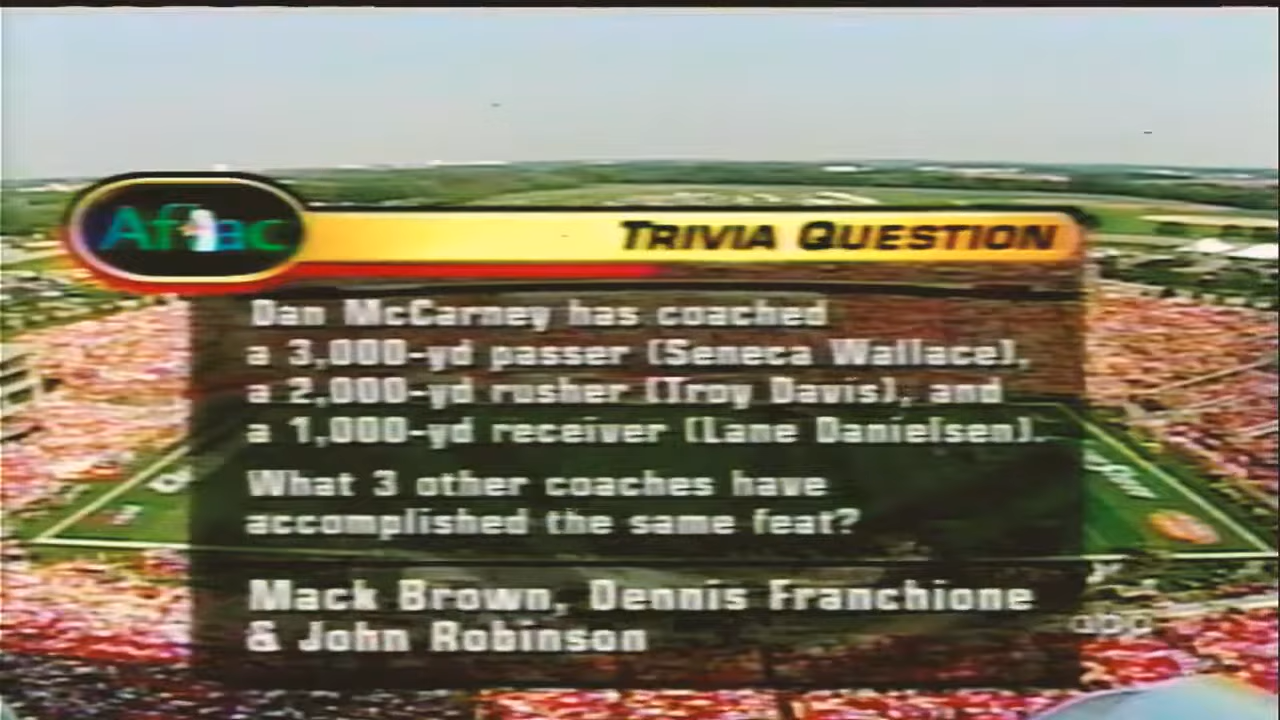 Aflac
TRIVIA QUESTION
Dan McCarney has coached
a 3,000-yd passer (Seneca Wallace),
a 2,000-yd rusher (Troy Davis), and
a 1,000-yd receiver (Lane Danielsen).
What 3 other coaches have
accomplished the same feat?
Mack Brown, Dennis Franchione
& John Robinson
abc